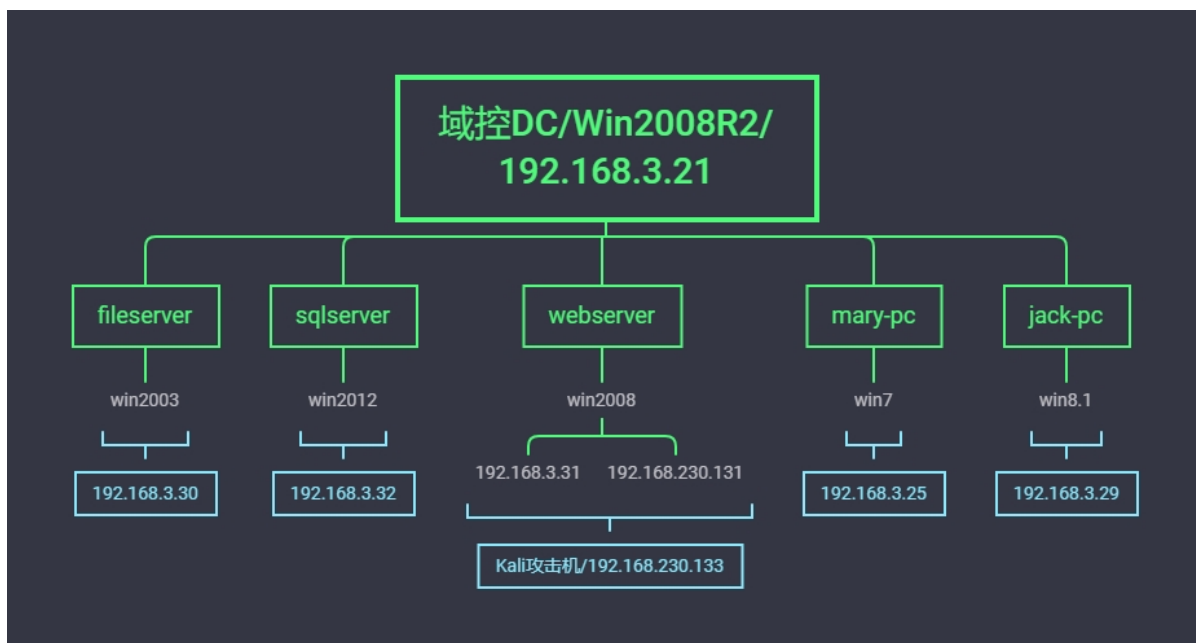 域控DC/Win2008R2/
192.168.3.21
fileserver
sqlserver
webserver
mary-pc
jack-pc
win2003
win2012
win2008
win7
win8.1
192.168.3.31
192.168.230.131
192.168.3.30
192.168.3.32
192.168.3.25
192.168.3.29
Kali攻击机/192.168.230.133